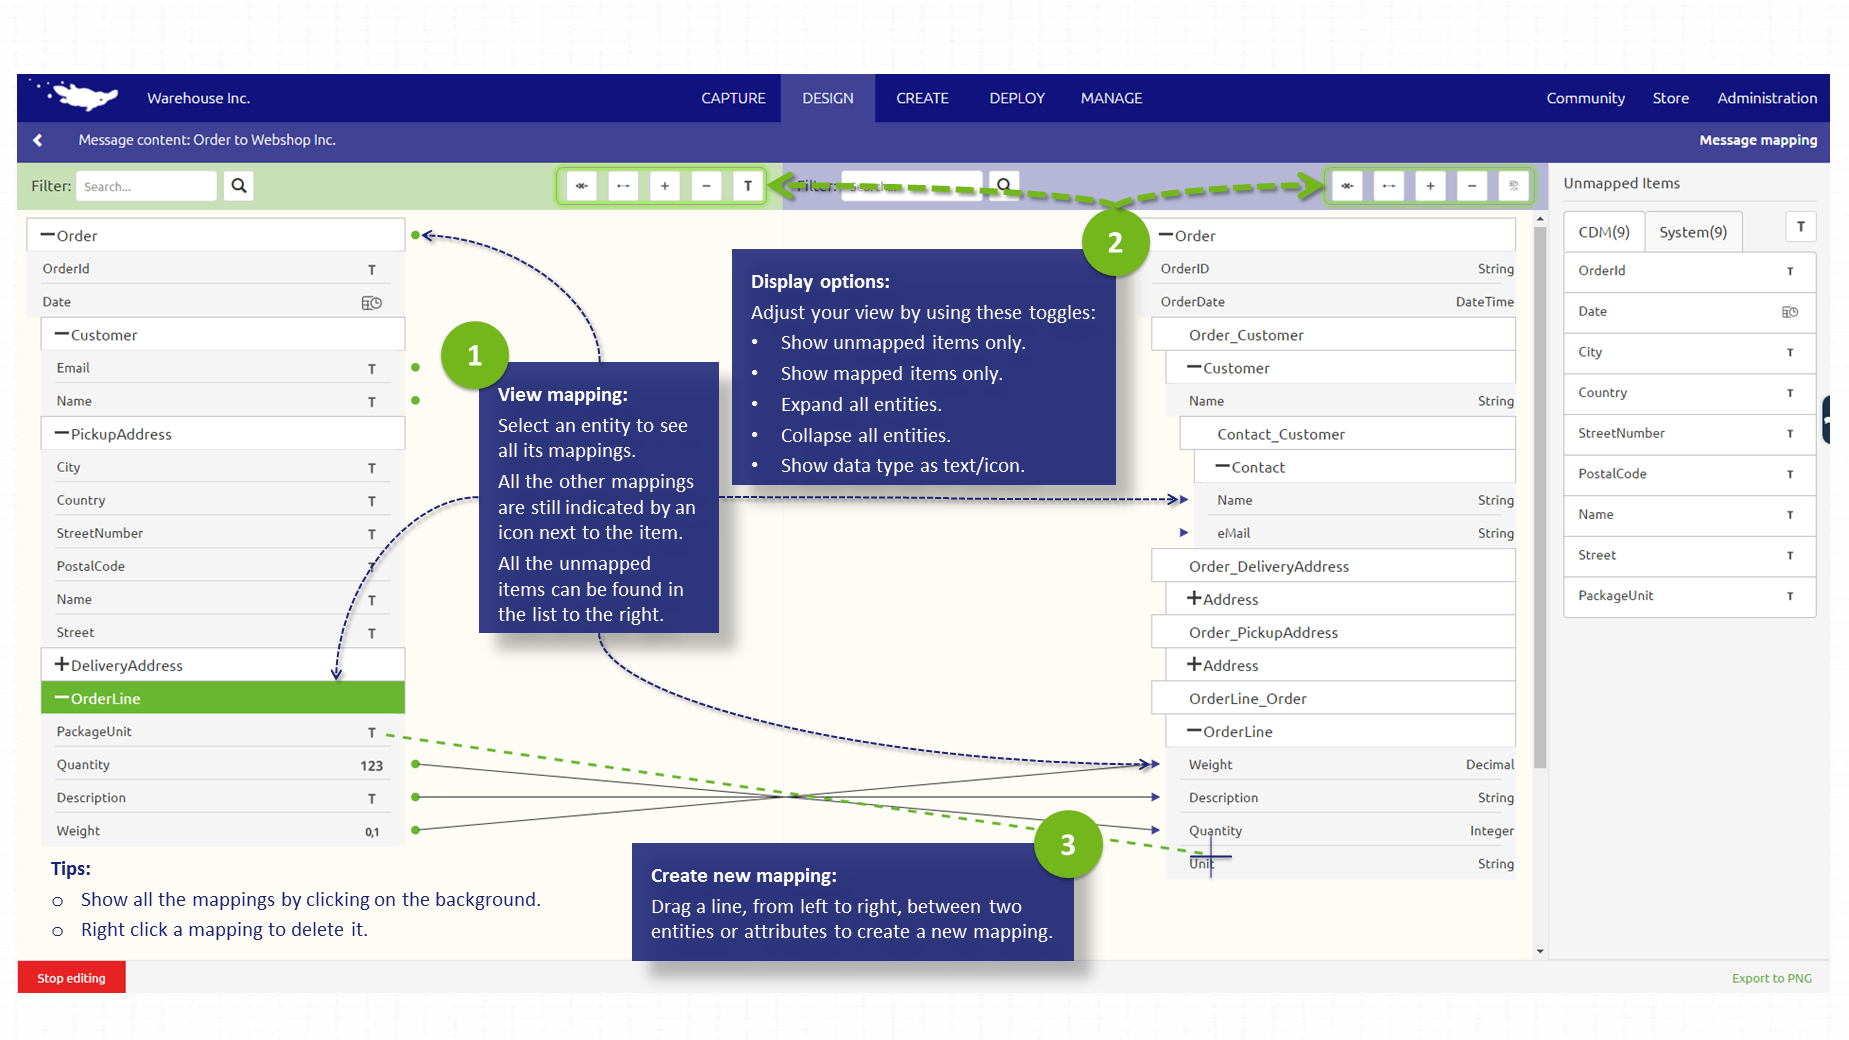 Warehouse Inc.
CAPTURE
DESIGN
CREATE
DEPLOY
MANAGE
Community
Store
Administration
Message content: Order to Webshop Inc.
Message mapping
Filter:
Search...
T
Filter:
Search...
Unmapped Items
CDM(9)
System(9)
T
Order
OrderId T
Date
Customer
Email T
Name T
PickupAddress
City T
Country T
StreetNumber T
PostalCode T
Name T
Street T
DeliveryAddress
OrderLine
PackageUnit T
Quantity 123
Description T
Weight 0,1
Tips:
o Show all the mappings by clicking on the background.
o Right click a mapping to delete it.
1
View mapping:
Select an entity to see
all its mappings.
All the other mappings
are still indicated by an
icon next to the item.
All the unmapped
items can be found in
the list to the right.
2
Display options:
Adjust your view by using these toggles:
• Show unmapped items only.
• Show mapped items only.
• Expand all entities.
• Collapse all entities.
• Show data type as text/icon.
3
Create new mapping:
Drag a line, from left to right, between two
entities or attributes to create a new mapping.
Order
OrderID String
OrderDate DateTime
Order_Customer
Customer
Name String
Contact_Customer
Contact
Name String
eMail String
Order_DeliveryAddress
Address
Order_PickupAddress
Address
OrderLine_Order
OrderLine
Weight Decimal
Description String
Quantity Integer
Unit String
OrderId T
Date
City T
Country T
StreetNumber T
PostalCode T
Name T
Street T
PackageUnit T
Stop editing
Export to PNG